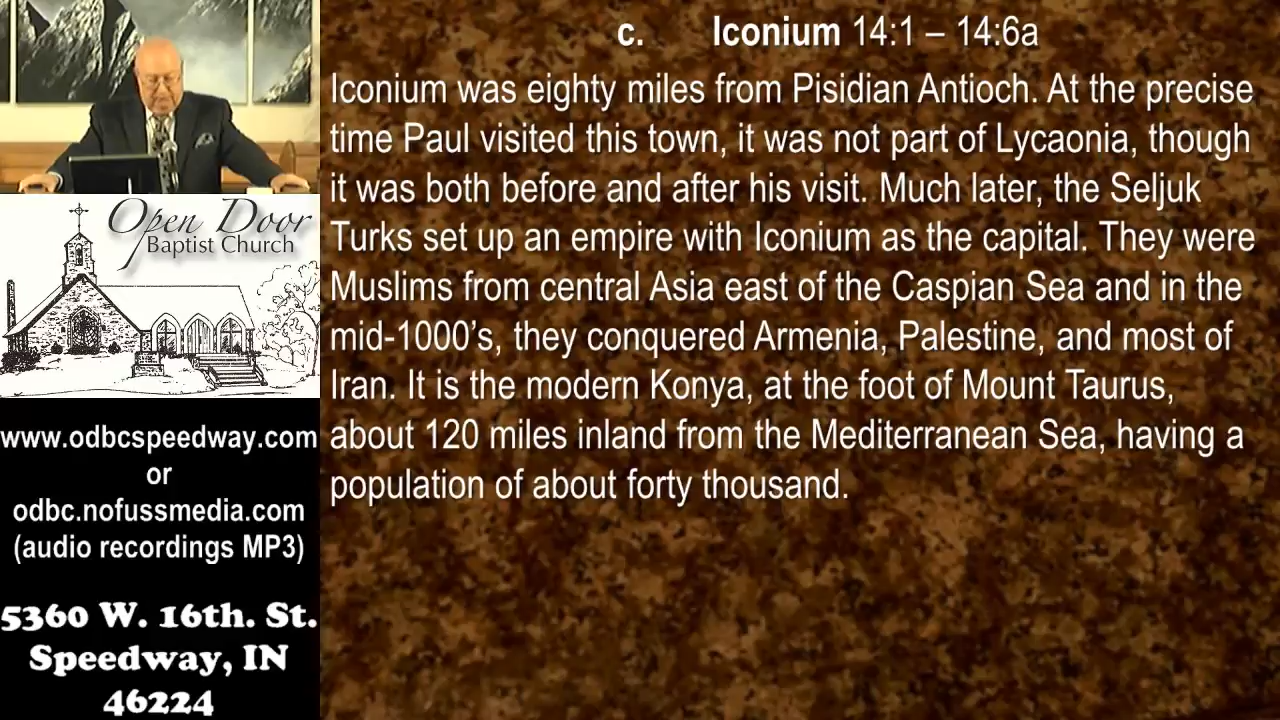 c. Iconium 14:1 – 14:6a
Iconium was eighty miles from Pisidian Antioch. At the precise
time Paul visited this town, it was not part of Lycaonia, though
it was both before and after his visit. Much later, the Seljuk
Turks set up an empire with Iconium as the capital. They were
Muslims from central Asia east of the Caspian Sea and in the
mid-1000’s, they conquered Armenia, Palestine, and most of
Iran. It is the modern Konya, at the foot of Mount Taurus,
about 120 miles inland from the Mediterranean Sea, having a
population of about forty thousand.
Open Door
Baptist Church
www.odbcspeedway.com
or
odbc.nofussmedia.com
(audio recordings MP3)
5360 W. 16th. St.
Speedway, IN
46224